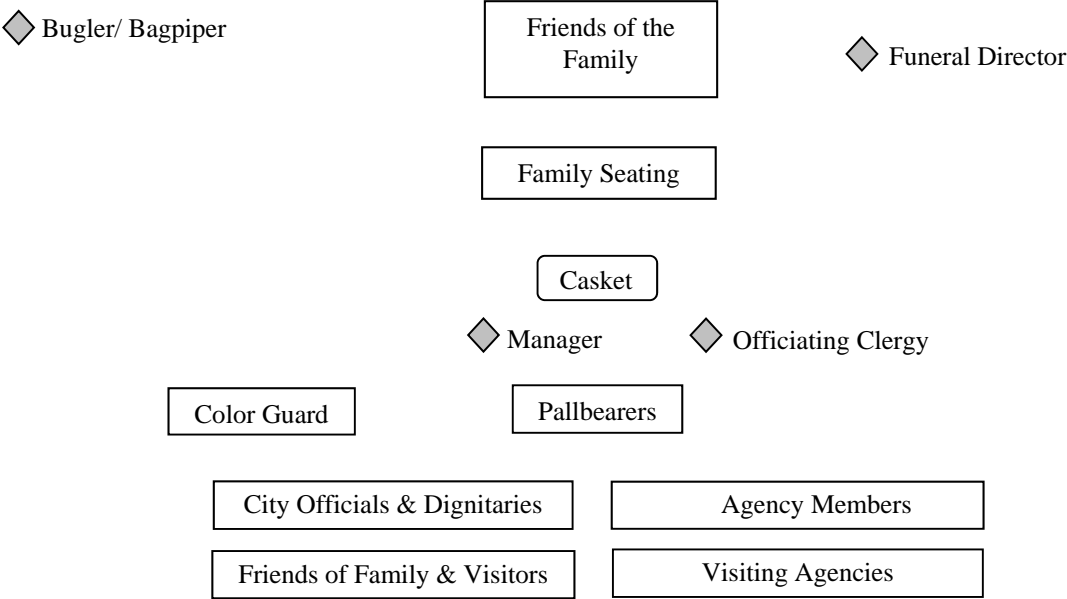 Bugler/ Bagpiper
Friends of the
Family
Funeral Director
Family Seating
Casket
Manager
Officiating Clergy
Color Guard
Pallbearers
City Officials & Dignitaries
Agency Members
Friends of Family & Visitors
Visiting Agencies